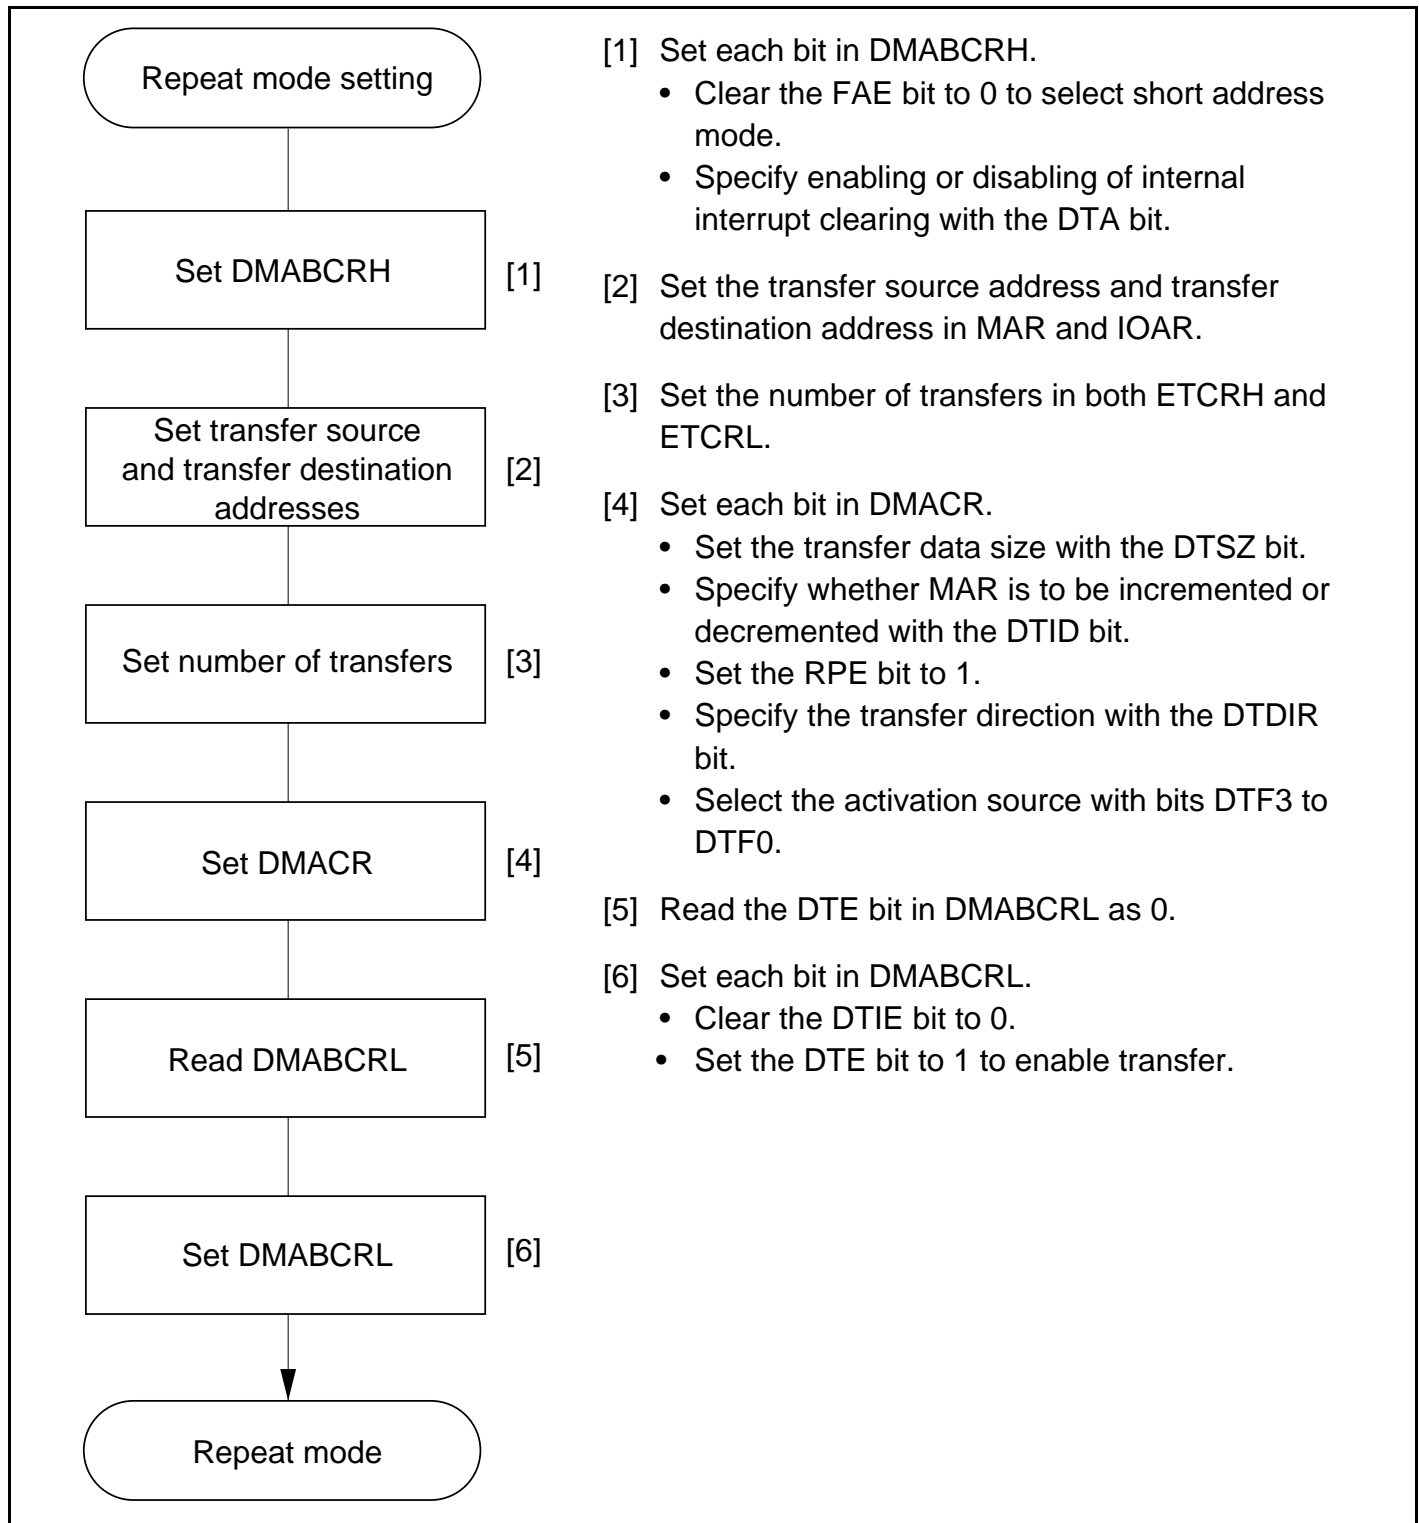 Repeat mode setting
Set DMABCRH [1]
Set transfer source
and transfer destination
addresses
[2]
Set number of transfers [3]
Set DMACR [4]
Read DMABCRL [5]
Set DMABCRL [6]
Repeat mode
[1] Set each bit in DMABCRH.
• Clear the FAE bit to 0 to select short address
mode.
• Specify enabling or disabling of internal
interrupt clearing with the DTA bit.
[2] Set the transfer source address and transfer
destination address in MAR and IOAR.
[3] Set the number of transfers in both ETCRH and
ETCRL.
[4] Set each bit in DMACR.
• Set the transfer data size with the DTSZ bit.
• Specify whether MAR is to be incremented or
decremented with the DTID bit.
• Set the RPE bit to 1.
• Specify the transfer direction with the DTDIR
bit.
• Select the activation source with bits DTF3 to
DTF0.
[5] Read the DTE bit in DMABCRL as 0.
[6] Set each bit in DMABCRL.
• Clear the DTIE bit to 0.
• Set the DTE bit to 1 to enable transfer.